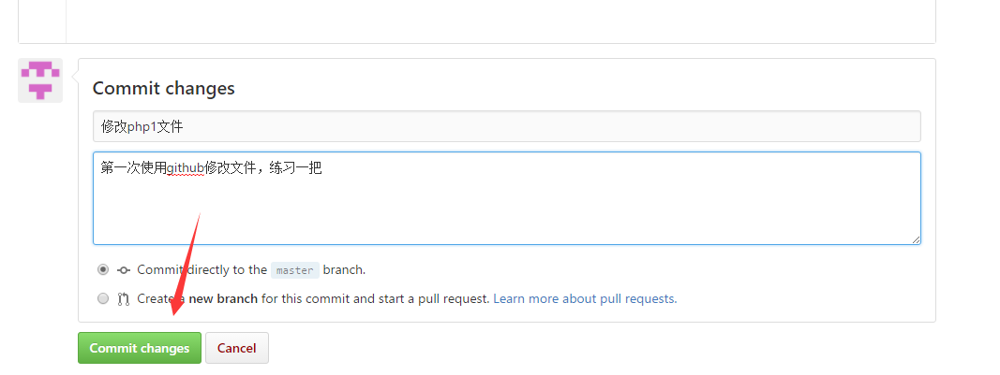 Commit changes
修改php1文件
第一次使用github修改文件，练习一把
Commit directly to the master branch.
Create a new branch for this commit and start a pull request. Learn more about pull requests.
Commit changes Cancel